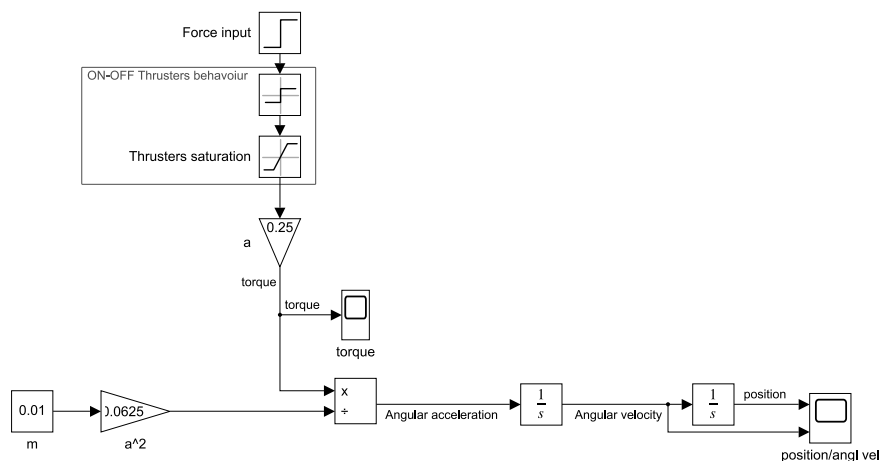 Force input
ON-OFF Thrusters behavoiur
Thrusters saturation
0.25
a
torque
torque
torque
x
÷
0.01
m
0.0625
a^2
Angular acceleration
1
s
Angular velocity
1
s
position
position/angl vel